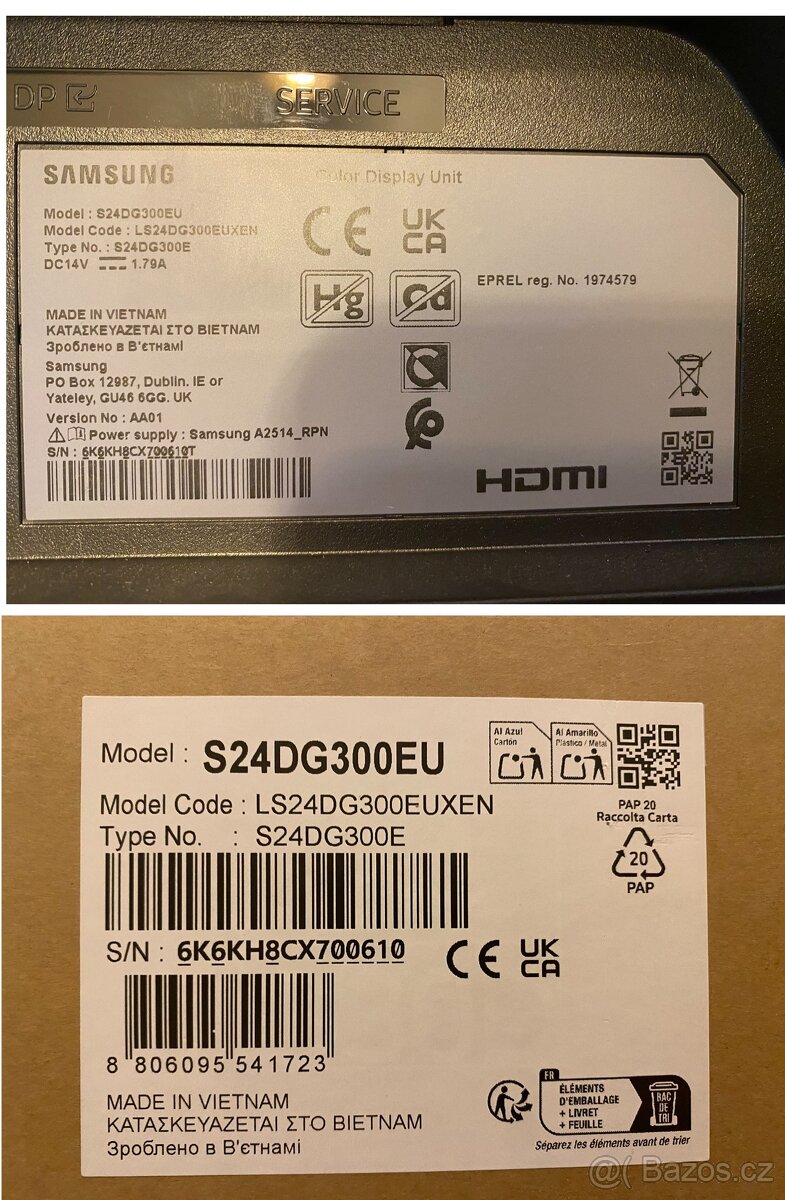 DP
SERVICE
SAMSUNG
Color Display Unit
Model : S24DG300EU
Model Code : LS24DG300EUXEN
Type No. : S24DG300E
DC14V 1.79A
CE
UK
CA
Hg
Cd
EPREL reg. No. 1974579
MADE IN VIETNAM
ΚΑΤΑΣΚΕΥΑΖΕΤΑΙ ΣΤΟ ΒΙΕΤΝΑΜ
Зроблено в В'єтнамі
Samsung
PO Box 12987, Dublin. IE or
Yateley, GU46 6GG. UK
Version No : AA01
Power supply : Samsung A2514_RPN
S/N : 6K6KH8CX700610T
HDMI
Model : S24DG300EU
Model Code : LS24DG300EUXEN
Type No. : S24DG300E
Al Azul
Cartón
Al Amarillo
Plástico / Metal
PAP 20
Raccolta Carta
20
PAP
S/N : 6K6KH8CX700610
CE
UK
CA
8 806095 541723
MADE IN VIETNAM
ΚΑΤΑΣΚΕΥΑΖΕΤΑΙ ΣΤΟ ΒΙΕΤΝΑΜ
Зроблено в В'єтнамі
FR
ÉLÉMENTS
D'EMBALLAGE
+ LIVRET
+ FEUILLE
BAC
DE
TRI
Séparez les éléments avant de trier
@( Bazos.cz